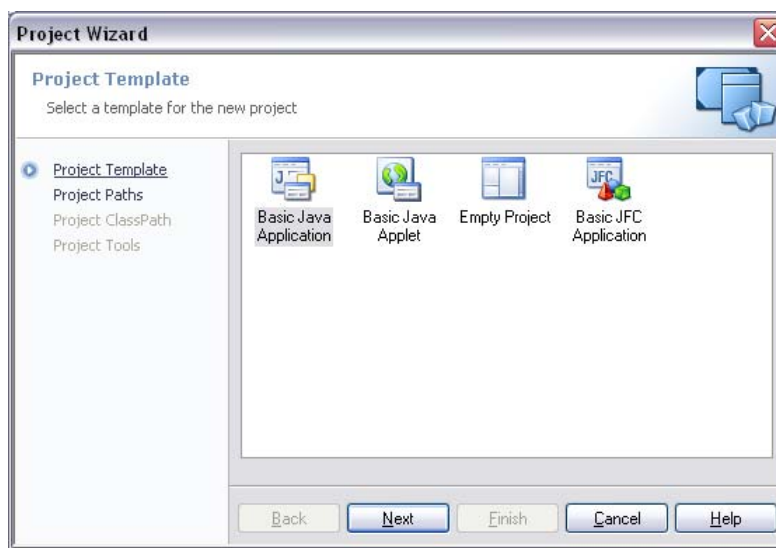 Project Wizard
Project Template
Select a template for the new project
Project Template
Project Paths
Project ClassPath
Project Tools
Basic Java
Application
Basic Java
Applet
Empty Project
Basic JFC
Application
Back
Next
Finish
Cancel
Help